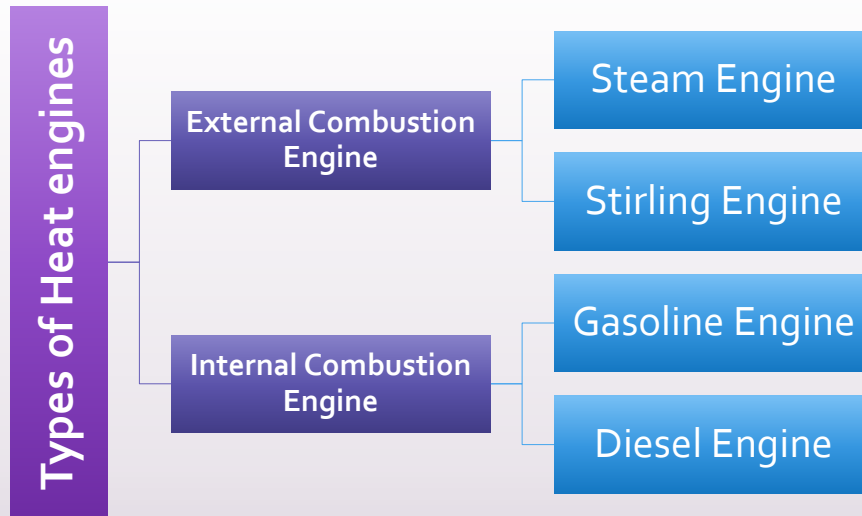 Types of Heat engines
External Combustion
Engine
Steam Engine
Stirling Engine
Internal Combustion
Engine
Gasoline Engine
Diesel Engine